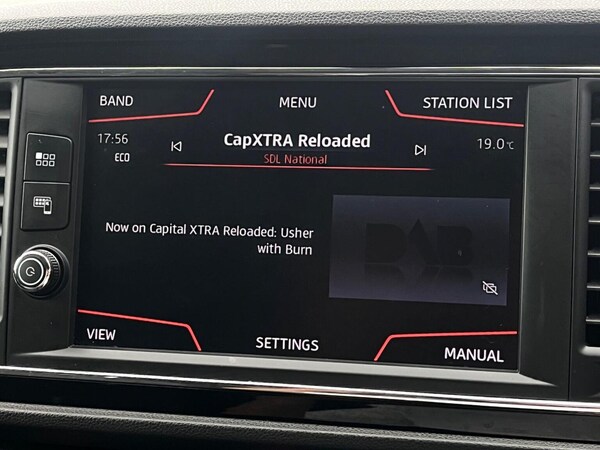 BAND
MENU
STATION LIST
17:56
ECO
CapXTRA Reloaded
SDL National
19.0°C
Now on Capital XTRA Reloaded: Usher
with Burn
DAB
VIEW
SETTINGS
MANUAL